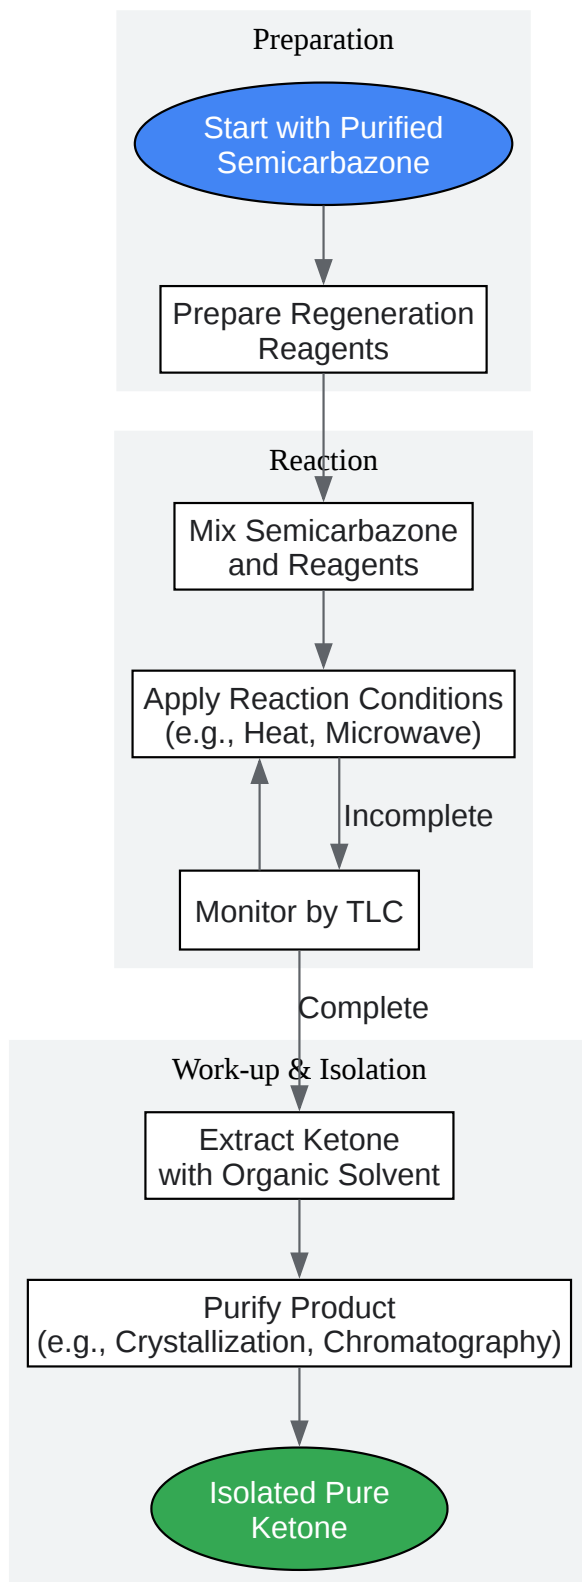 Preparation
Start with Purified
Semicarbazone
Prepare Regeneration
Reagents
Reaction
Mix Semicarbazone
and Reagents
Apply Reaction Conditions
(e.g., Heat, Microwave)
Incomplete
Monitor by TLC
Complete
Work-up & Isolation
Extract Ketone
with Organic Solvent
Purify Product
(e.g., Crystallization, Chromatography)
Isolated Pure
Ketone